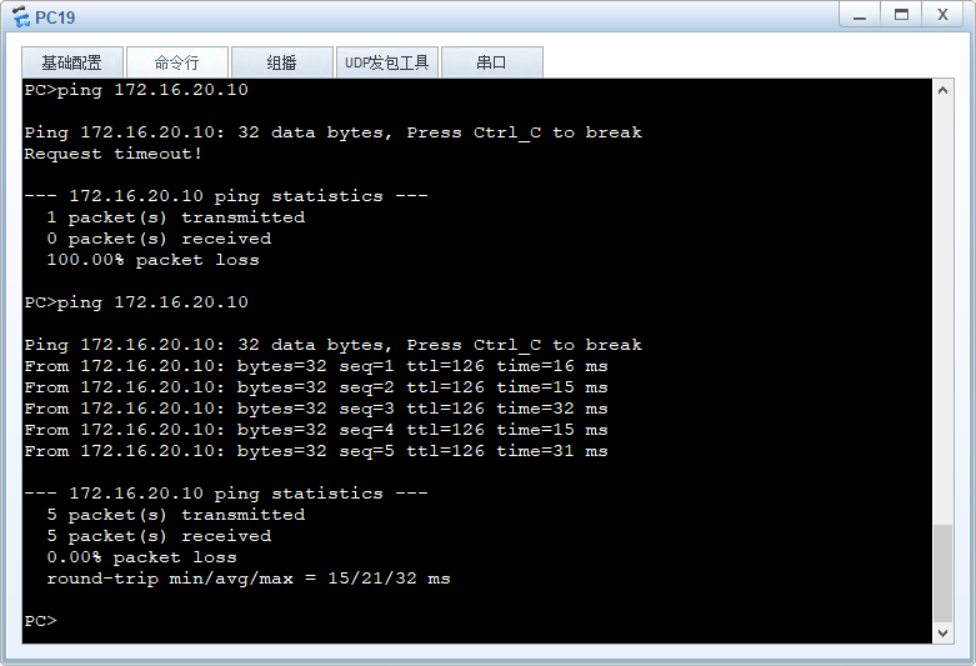 PC19
基础配置 命令行 组播 UDP发包工具 串口
PC>ping 172.16.20.10
Ping 172.16.20.10: 32 data bytes, Press Ctrl_C to break
Request timeout!
--- 172.16.20.10 ping statistics ---
1 packet(s) transmitted
0 packet(s) received
100.00% packet loss
PC>ping 172.16.20.10
Ping 172.16.20.10: 32 data bytes, Press Ctrl_C to break
From 172.16.20.10: bytes=32 seq=1 ttl=126 time=16 ms
From 172.16.20.10: bytes=32 seq=2 ttl=126 time=15 ms
From 172.16.20.10: bytes=32 seq=3 ttl=126 time=32 ms
From 172.16.20.10: bytes=32 seq=4 ttl=126 time=15 ms
From 172.16.20.10: bytes=32 seq=5 ttl=126 time=31 ms
--- 172.16.20.10 ping statistics ---
5 packet(s) transmitted
5 packet(s) received
0.00% packet loss
round-trip min/avg/max = 15/21/32 ms
PC>